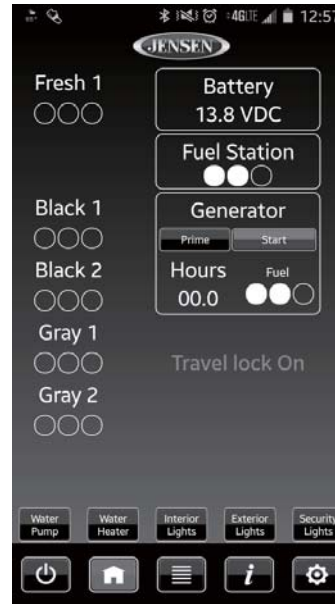 4G LTE 12:57
JENSEN
Fresh 1
Battery
13.8 VDC
Fuel Station
Black 1
Generator
Prime Start
Black 2
Hours Fuel
00.0
Gray 1
Travel lock On
Gray 2
Water Pump
Water Heater
Interior Lights
Exterior Lights
Security Lights
i